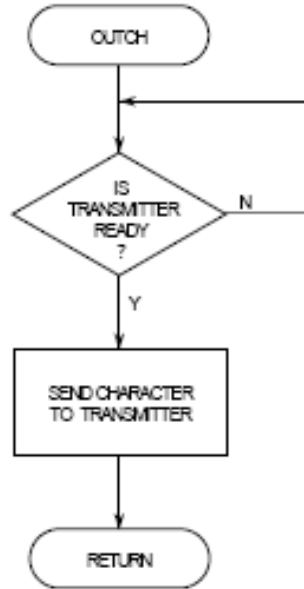 OUTCH
IS
TRANSMITTER
READY
?
N
Y
SEND CHARACTER
TO TRANSMITTER
RETURN